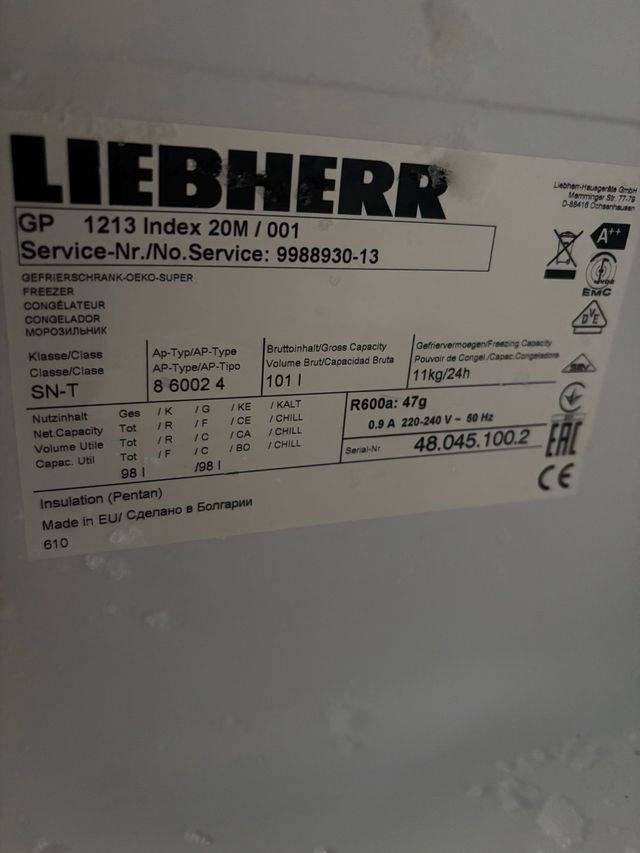 LIEBHERR
Liebherr-Hausgeräte GmbH
Memminger Str. 77-79
D-88416 Ochsenhausen
GP 1213 Index 20M / 001
Service-Nr./No.Service: 9988930-13
A++
GEFRIERSCHRANK-OEKO-SUPER
FREEZER
CONGÉLATEUR
CONGELADOR
МОРОЗИЛЬНИК
EMC
Klasse/Class
Classe/Clase
SN-T
Ap-Typ/AP-Type
AP-Type/AP-Tipo
8 6002 4
Bruttoinhalt/Gross Capacity
Volume Brut/Capacidad Bruta
101 l
Gefriervermoegen/Freezing Capacity
Pouvoir de Congel./Capac.Congeladora
11kg/24h
Nutzinhalt Ges / K / G / KE / KALT
Net.Capacity Tot / R / F / CE / CHILL
Volume Utile Tot / R / C / CA / CHILL
Capac. Util Tot / F / C / BO / CHILL
98 l /98 l
R600a: 47g
0.9 A 220-240 V ~ 50 Hz
Serial-Nr. 48.045.100.2
EAC
CE
Insulation (Pentan)
Made in EU/ Сделано в Болгарии
610